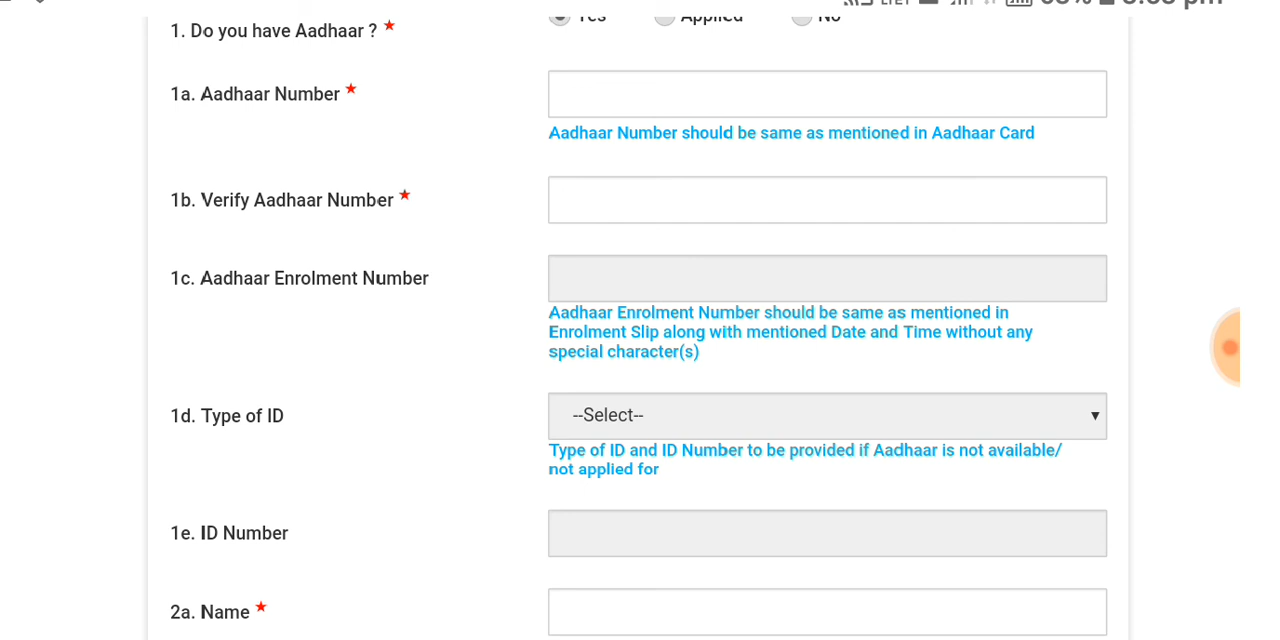 1. Do you have Aadhaar ? ★ Yes Applied No
1a. Aadhaar Number ★
Aadhaar Number should be same as mentioned in Aadhaar Card
1b. Verify Aadhaar Number ★
1c. Aadhaar Enrolment Number
Aadhaar Enrolment Number should be same as mentioned in
Enrolment Slip along with mentioned Date and Time without any
special character(s)
1d. Type of ID
--Select--
Type of ID and ID Number to be provided if Aadhaar is not available/
not applied for
1e. ID Number
2a. Name ★